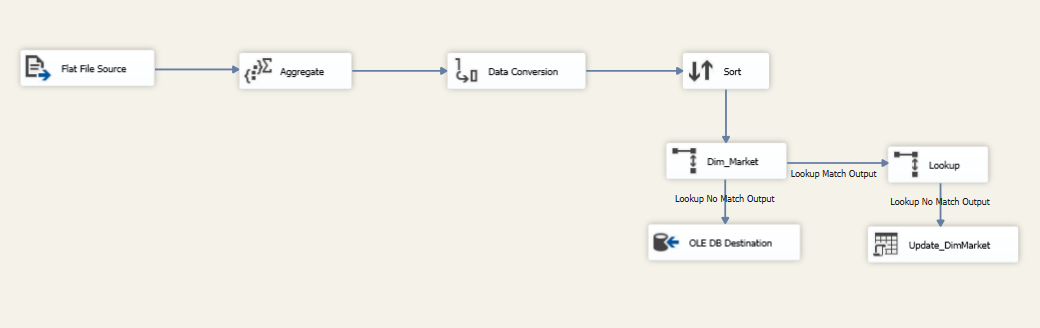 Flat File Source
Aggregate
Data Conversion
Sort
Dim_Market
Lookup Match Output
Lookup
Lookup No Match Output
Lookup No Match Output
OLE DB Destination
Update_DimMarket